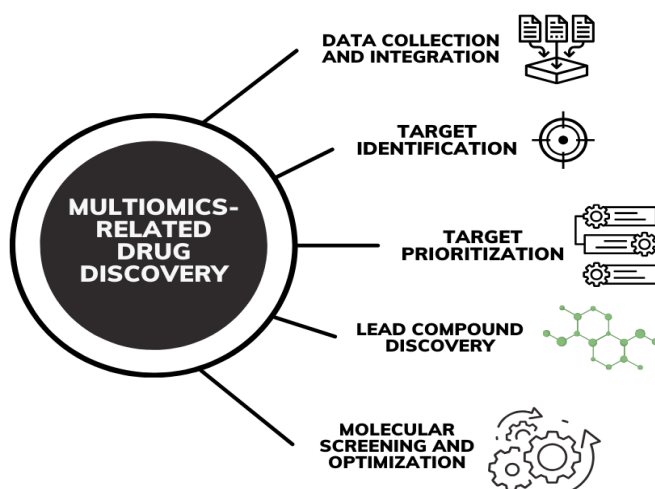 DATA COLLECTION
AND INTEGRATION
TARGET
IDENTIFICATION
MULTIOMICS-
RELATED
DRUG
DISCOVERY
TARGET
PRIORITIZATION
LEAD COMPOUND
DISCOVERY
MOLECULAR
SCREENING AND
OPTIMIZATION